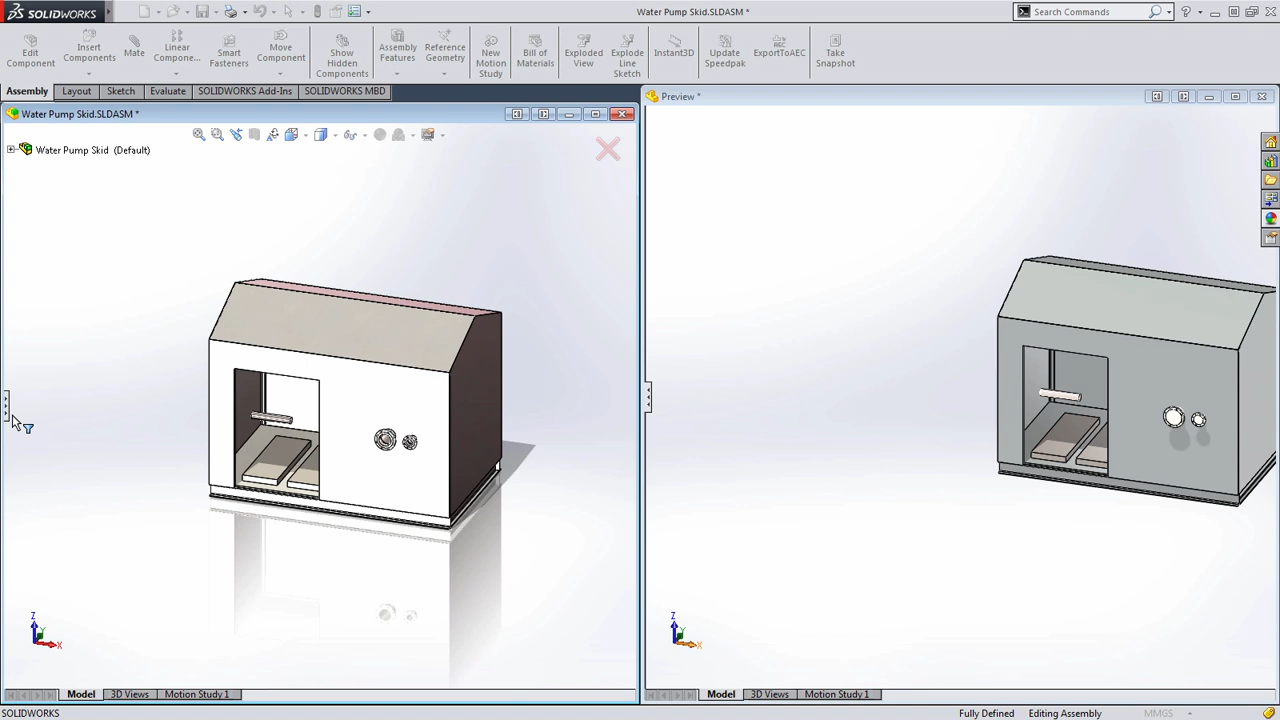 SOLIDWORKS
Water Pump Skid.SLDASM *
Search Commands
Edit Component
Insert Components
Mate
Linear Compone...
Smart Fasteners
Move Component
Show Hidden Components
Assembly Features
Reference Geometry
New Motion Study
Bill of Materials
Exploded View
Explode Line Sketch
Instant3D
Update Speedpak
ExportToAEC
Take Snapshot
Assembly
Layout
Sketch
Evaluate
SOLIDWORKS Add-Ins
SOLIDWORKS MBD
Water Pump Skid.SLDASM *
Preview *
Water Pump Skid (Default)
Z
Y
X
Z
Y
X
Model
3D Views
Motion Study 1
Model
3D Views
Motion Study 1
SOLIDWORKS
Fully Defined
Editing Assembly
MMGS